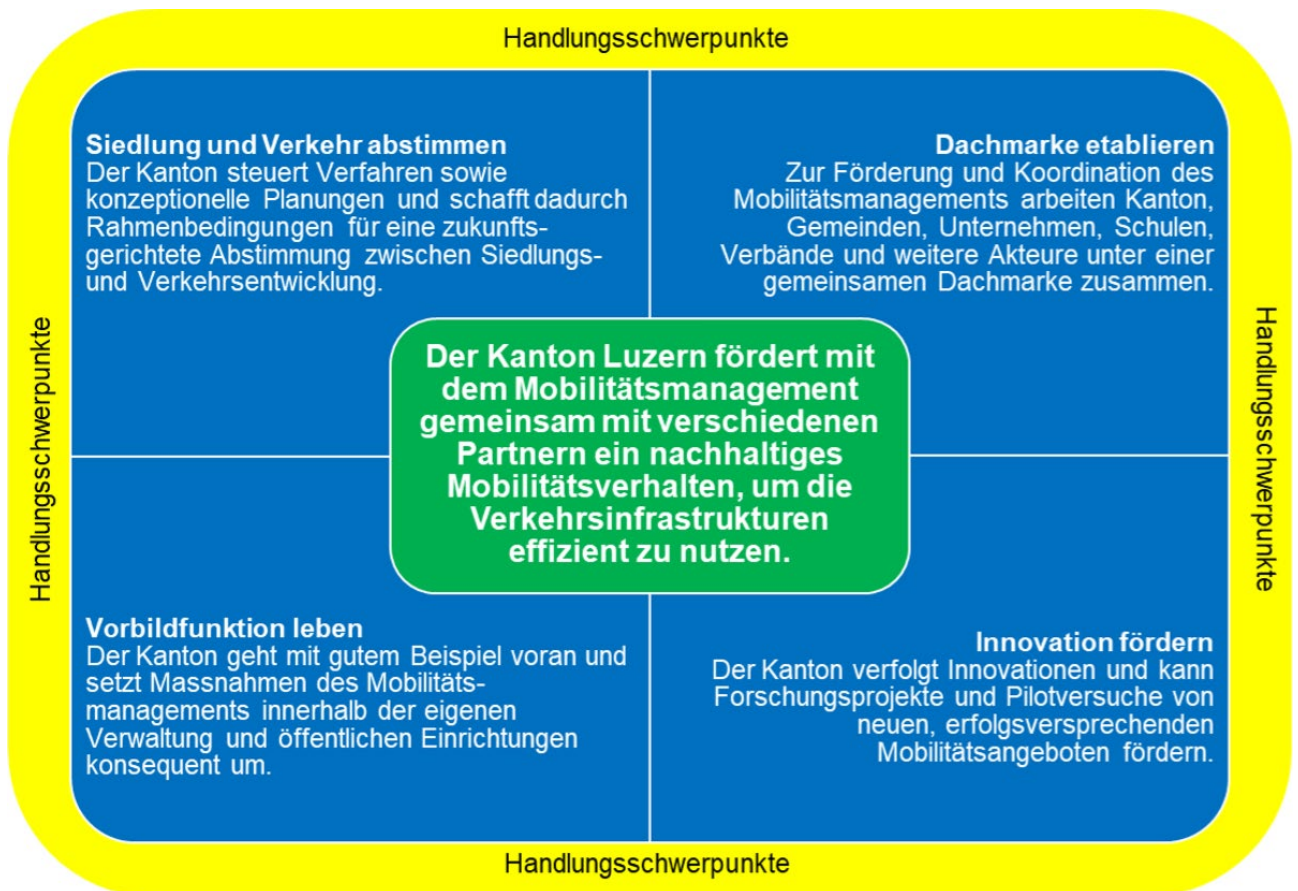 Handlungsschwerpunkte
Siedlung und Verkehr abstimmen
Der Kanton steuert Verfahren sowie
konzeptionelle Planungen und schafft dadurch
Rahmenbedingungen für eine zukunfts-
gerichtete Abstimmung zwischen Siedlungs-
und Verkehrsentwicklung.
Dachmarke etablieren
Zur Förderung und Koordination des
Mobilitätsmanagements arbeiten Kanton,
Gemeinden, Unternehmen, Schulen,
Verbände und weitere Akteure unter einer
gemeinsamen Dachmarke zusammen.
Handlungsschwerpunkte
Der Kanton Luzern fördert mit
dem Mobilitätsmanagement
gemeinsam mit verschiedenen
Partnern ein nachhaltiges
Mobilitätsverhalten, um die
Verkehrsinfrastrukturen
effizient zu nutzen.
Handlungsschwerpunkte
Vorbildfunktion leben
Der Kanton geht mit gutem Beispiel voran und
setzt Massnahmen des Mobilitäts-
managements innerhalb der eigenen
Verwaltung und öffentlichen Einrichtungen
konsequent um.
Innovation fördern
Der Kanton verfolgt Innovationen und kann
Forschungsprojekte und Pilotversuche von
neuen, erfolgsversprechenden
Mobilitätsangeboten fördern.
Handlungsschwerpunkte